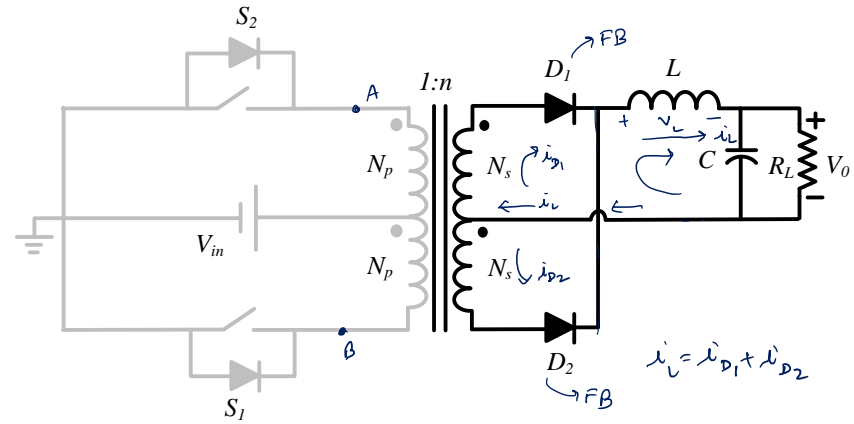 S2
FB
A
1:n
D1
L
+ vL − iL
+
Np
Ns
iD1
C
RL
V0
iL
−
Vin
Np
Ns
iD2
B
D2
iL = iD1 + iD2
FB
S1